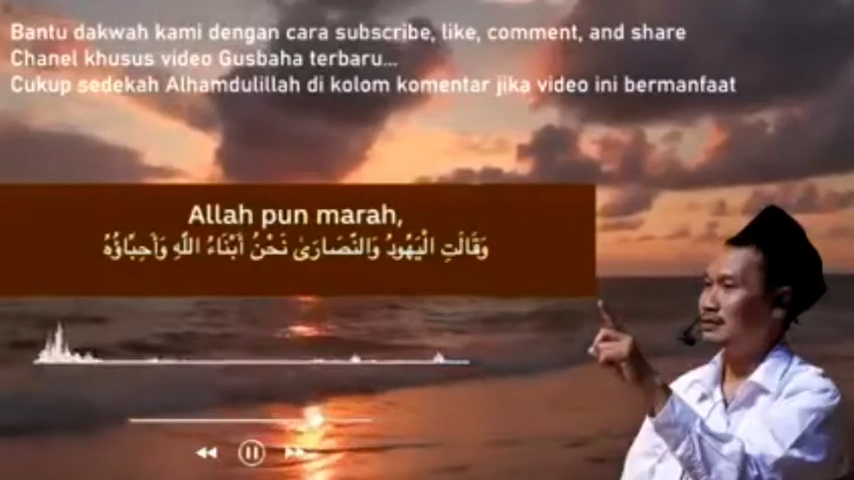 Bantu dakwah kami dengan cara subscribe, like, comment, and share
Chanel khusus video Gusbaha terbaru...
Cukup sedekah Alhamdulillah di kolom komentar jika video ini bermanfaat
Allah pun marah,
وَقَالَتِ الْيَهُودُ وَالنَّصَارَىٰ نَحْنُ أَبْنَاءُ اللَّهِ وَأَحِبَّاؤُهُ